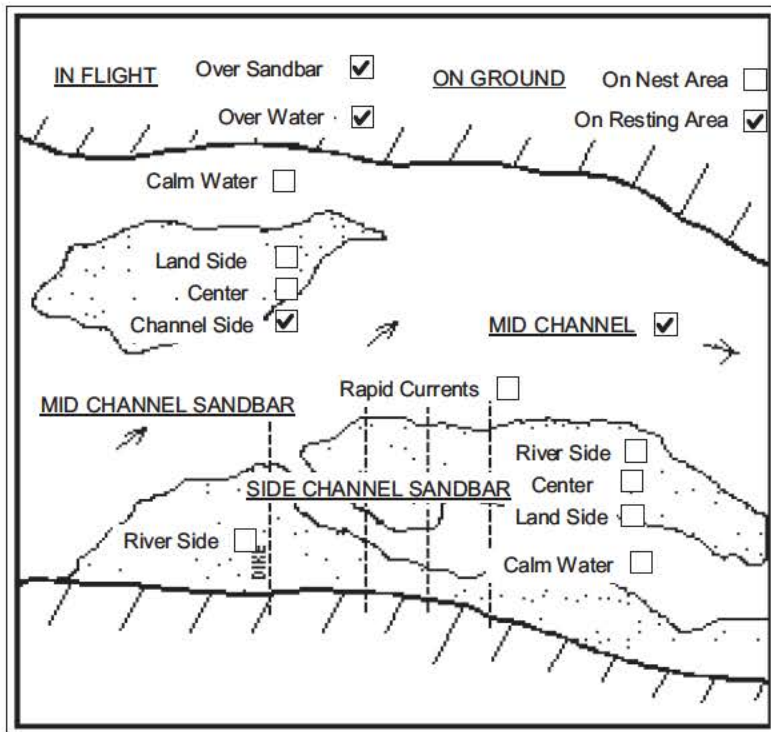 IN FLIGHT Over Sandbar ON GROUND On Nest Area
Over Water On Resting Area
Calm Water
Land Side
Center
Channel Side
MID CHANNEL
Rapid Currents
MID CHANNEL SANDBAR
River Side
SIDE CHANNEL SANDBAR Center
Land Side
River Side
DIKE
Calm Water